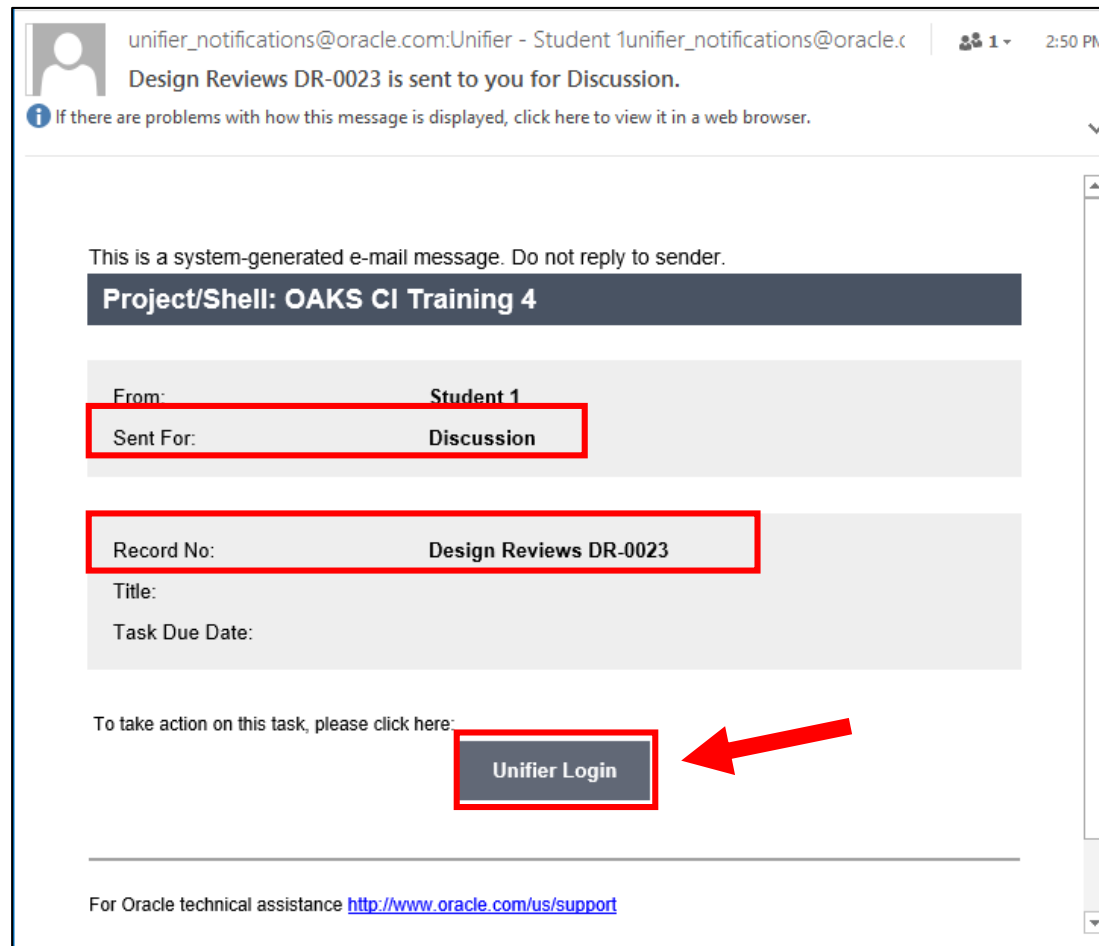 unifier_notifications@oracle.com:Unifier - Student 1unifier_notifications@oracle.c 1 2:50 PM
Design Reviews DR-0023 is sent to you for Discussion.
If there are problems with how this message is displayed, click here to view it in a web browser.
This is a system-generated e-mail message. Do not reply to sender.
Project/Shell: OAKS CI Training 4
From: Student 1
Sent For: Discussion
Record No: Design Reviews DR-0023
Title:
Task Due Date:
To take action on this task, please click here:
Unifier Login
For Oracle technical assistance http://www.oracle.com/us/support